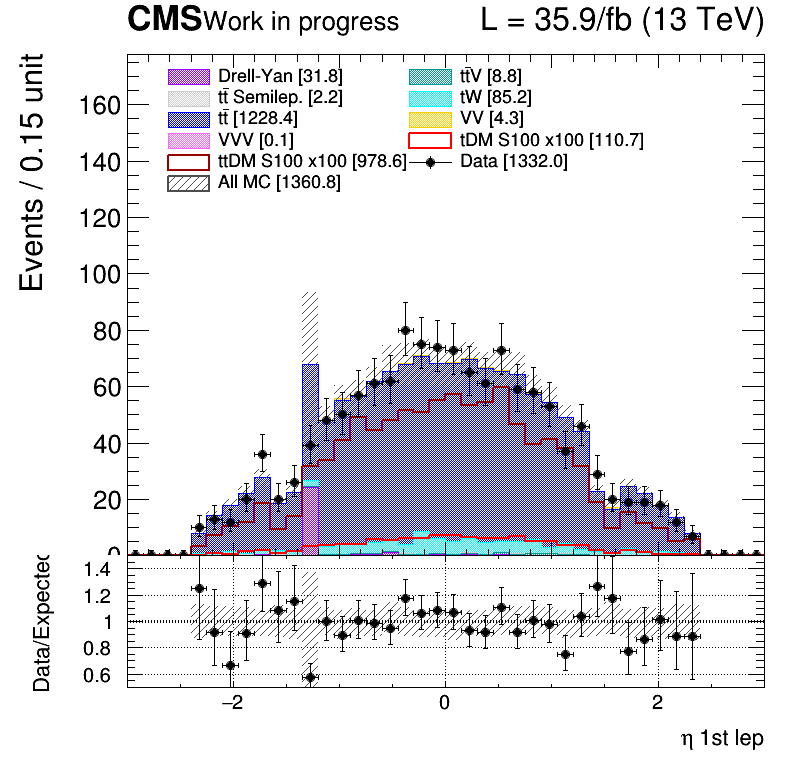 CMS Work in progress L = 35.9/fb (13 TeV)
Events / 0.15 unit
Drell-Yan [31.8] tt̄V [8.8]
tt̄ Semilep. [2.2] tW [85.2]
tt̄ [1228.4] VV [4.3]
VVV [0.1] tDM S100 x100 [110.7]
ttDM S100 x100 [978.6] Data [1332.0]
All MC [1360.8]
160
140
120
100
80
60
40
20
0
Data/Expected
1.4
1.2
1
0.8
0.6
−2 0 2
η 1st lep